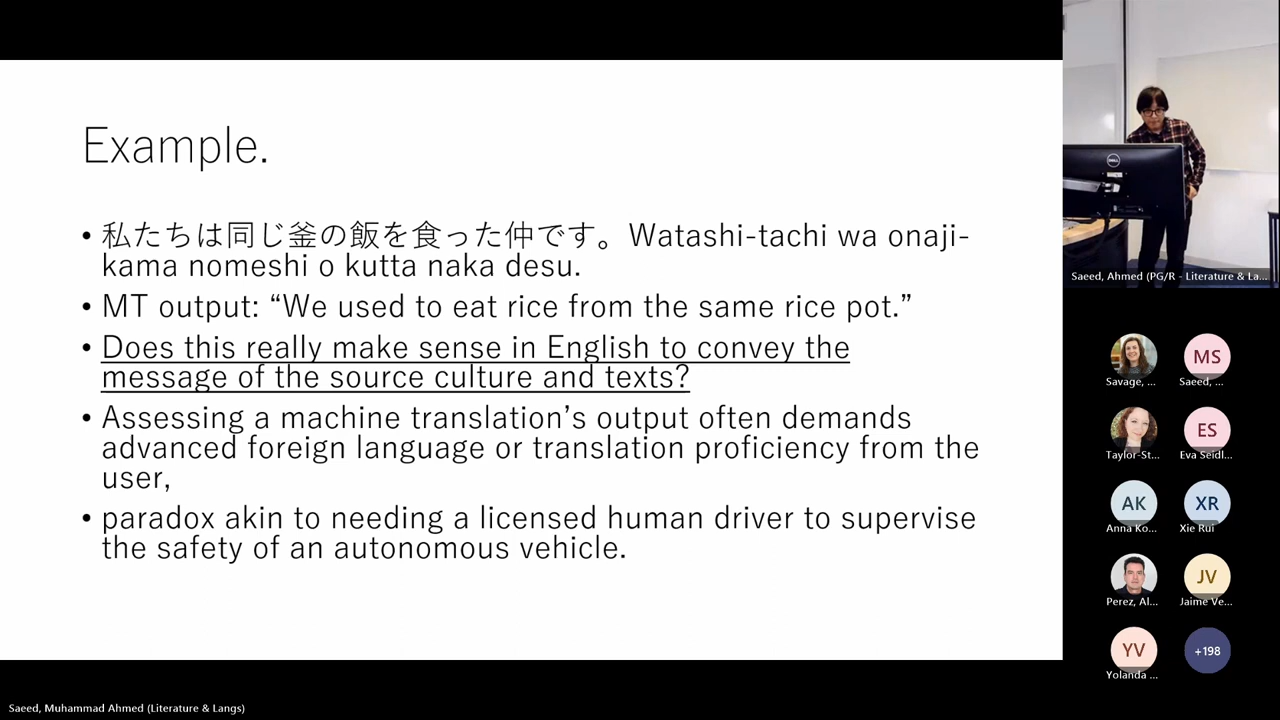 Example.
• 私たちは同じ釜の飯を食った仲です。Watashi-tachi wa onaji-
kama nomeshi o kutta naka desu.
• MT output: “We used to eat rice from the same rice pot.”
• Does this really make sense in English to convey the
message of the source culture and texts?
• Assessing a machine translation’s output often demands
advanced foreign language or translation proficiency from the
user,
• paradox akin to needing a licensed human driver to supervise
the safety of an autonomous vehicle.
DELL
Saeed, Ahmed (PG/R - Literature & La...
Savage, ...
MS
Saeed, ...
Taylor-St...
ES
Eva Seidl...
AK
Anna Ko...
XR
Xie Rui
Perez, Al...
JV
Jaime Ve...
YV
Yolanda ...
+198
Saeed, Muhammad Ahmed (Literature & Langs)